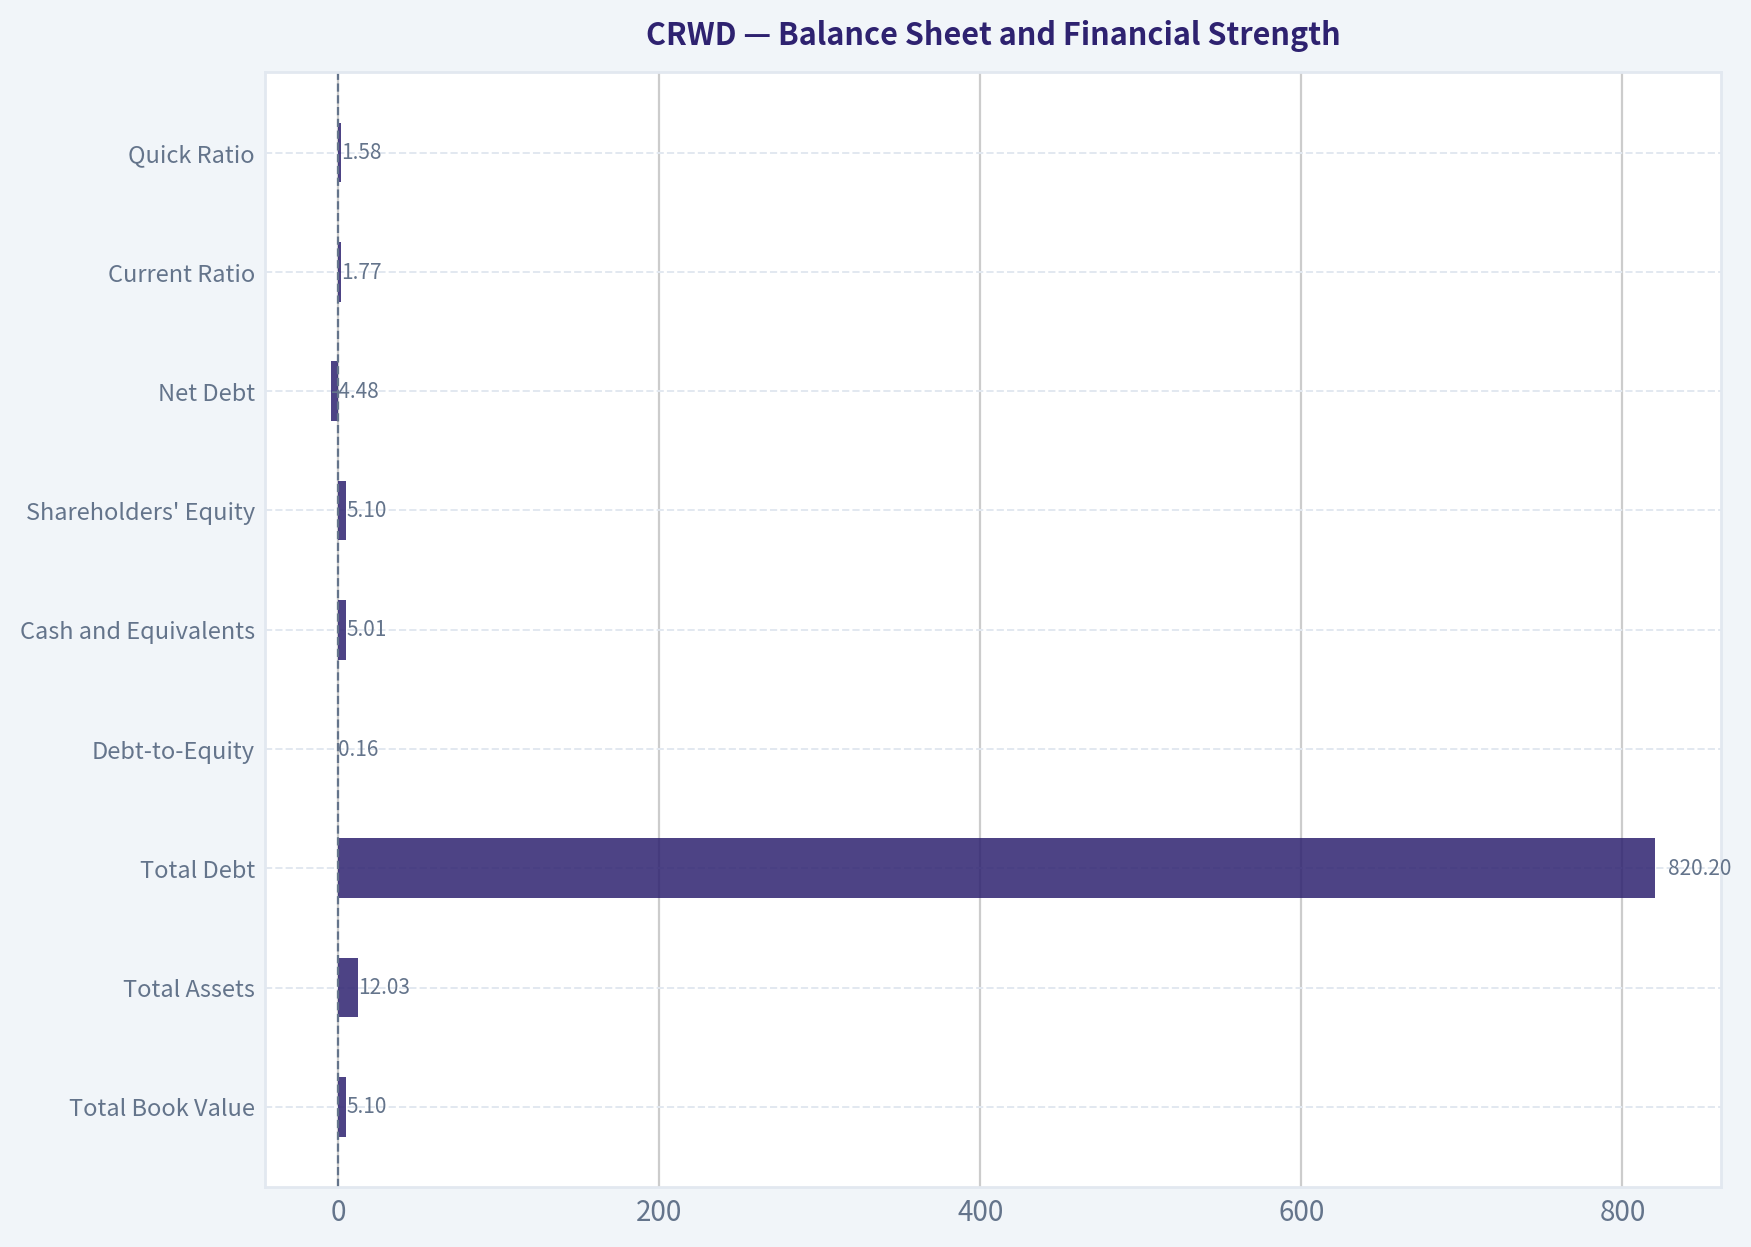 CRWD — Balance Sheet and Financial Strength
Quick Ratio 1.58
Current Ratio 1.77
Net Debt 4.48
Shareholders' Equity 5.10
Cash and Equivalents 5.01
Debt-to-Equity 0.16
Total Debt 820.20
Total Assets 12.03
Total Book Value 5.10
0 200 400 600 800